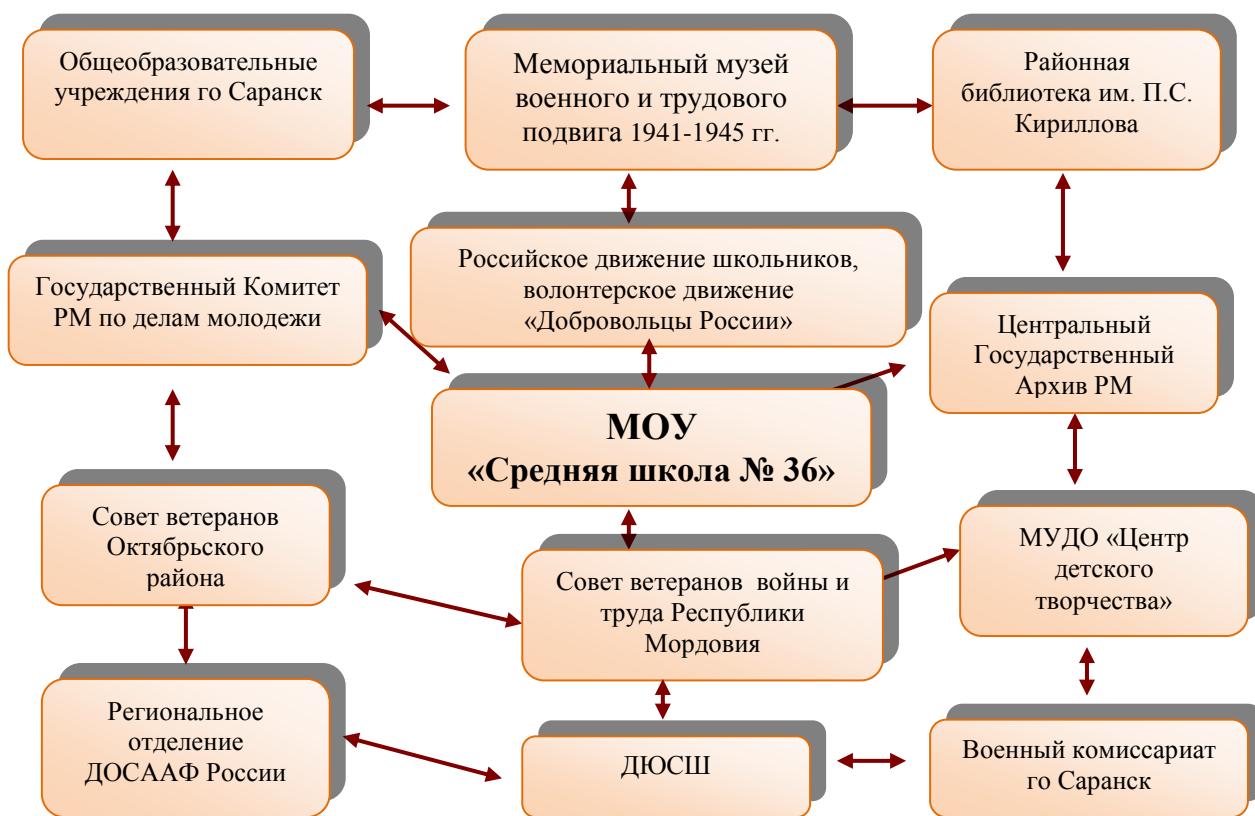 Общеобразовательные
учреждения го Саранск
Мемориальный музей
военного и трудового
подвига 1941-1945 гг.
Районная
библиотека им. П.С.
Кириллова
Государственный Комитет
РМ по делам молодежи
Российское движение школьников,
волонтерское движение
«Добровольцы России»
Центральный
Государственный
Архив РМ
МОУ
«Средняя школа № 36»
Совет ветеранов
Октябрьского
района
Совет ветеранов войны и
труда Республики
Мордовия
МУДО «Центр
детского
творчества»
Региональное
отделение
ДОСААФ России
ДЮСШ
Военный комиссариат
го Саранск